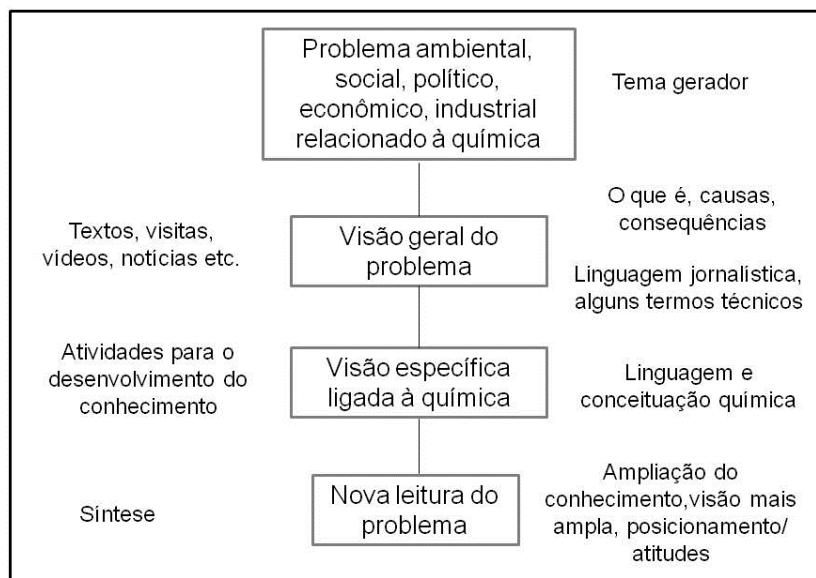 Problema ambiental,
social, político,
econômico, industrial
relacionado à química
Tema gerador
Textos, visitas,
vídeos, notícias etc.
Visão geral do
problema
O que é, causas,
consequências
Linguagem jornalística,
alguns termos técnicos
Atividades para o
desenvolvimento do
conhecimento
Visão específica
ligada à química
Linguagem e
conceituação química
Síntese
Nova leitura do
problema
Ampliação do
conhecimento,visão mais
ampla, posicionamento/
atitudes